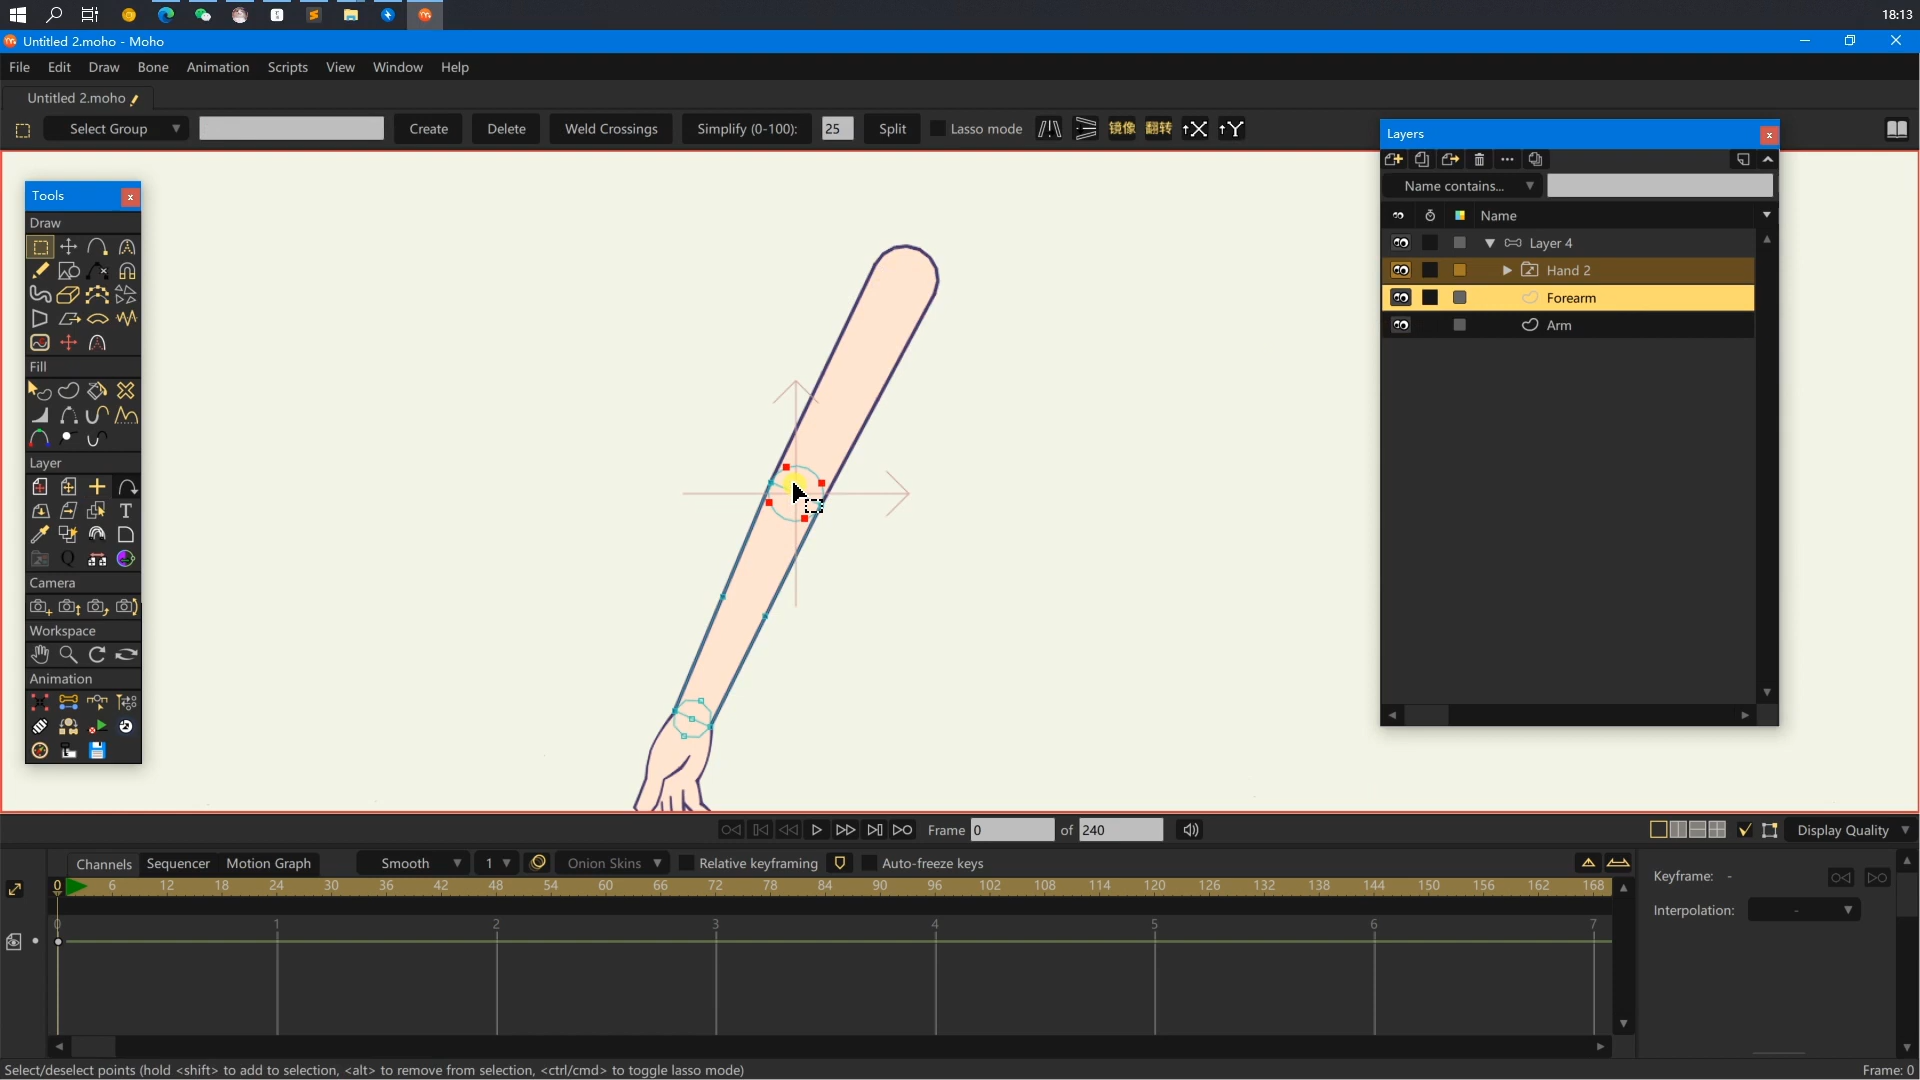 18:13
Untitled 2.moho - Moho
File Edit Draw Bone Animation Scripts View Window Help
Untitled 2.moho
Select Group Create Delete Weld Crossings Simplify (0-100): 25 Split Lasso mode 镜像 翻转 X Y
Layers
Name contains...
Name
Layer 4
Hand 2
Forearm
Arm
Tools
Draw
Fill
Layer
T
Q
Camera
Workspace
Animation
Frame 0 of 240
Display Quality
Channels Sequencer Motion Graph Smooth 1 Onion Skins Relative keyframing Auto-freeze keys
0 6 12 18 24 30 36 42 48 54 60 66 72 78 84 90 96 102 108 114 120 126 132 138 144 150 156 162 168
0 1 2 3 4 5 6 7
Keyframe: -
Interpolation: -
Select/deselect points (hold <shift> to add to selection, <alt> to remove from selection, <ctrl/cmd> to toggle lasso mode)
Frame: 0